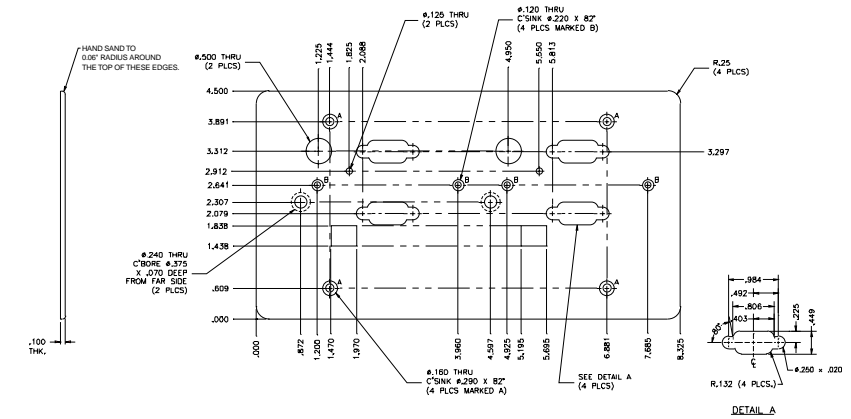 HAND SAND TO
0.06" RADIUS AROUND
THE TOP OF THESE EDGES.
.100
THK.
ø.500 THRU
(2 PLCS)
1.225
1.444
1.825
2.088
ø.125 THRU
(2 PLCS)
ø.120 THRU
C'SINK ø.220 X 82°
(4 PLCS MARKED B)
4.950
5.550
5.813
R.25
(4 PLCS)
4.500
3.891
3.312
2.912
2.641
2.307
2.079
1.838
1.438
.609
.000
3.297
A
A
B
B
B
B
A
A
ø.240 THRU
C'BORE ø.375
X .070 DEEP
FROM FAR SIDE
(2 PLCS)
.000
.872
1.200
1.470
1.970
3.960
4.597
4.925
5.195
5.695
6.881
7.685
8.325
ø.160 THRU
C'SINK ø.290 X 82°
(4 PLCS MARKED A)
SEE DETAIL A
(4 PLCS)
.984
.492
.806
.403
.225
.449
80°
ø.250 x .020
R.132 (4 PLCS.)
DETAIL A